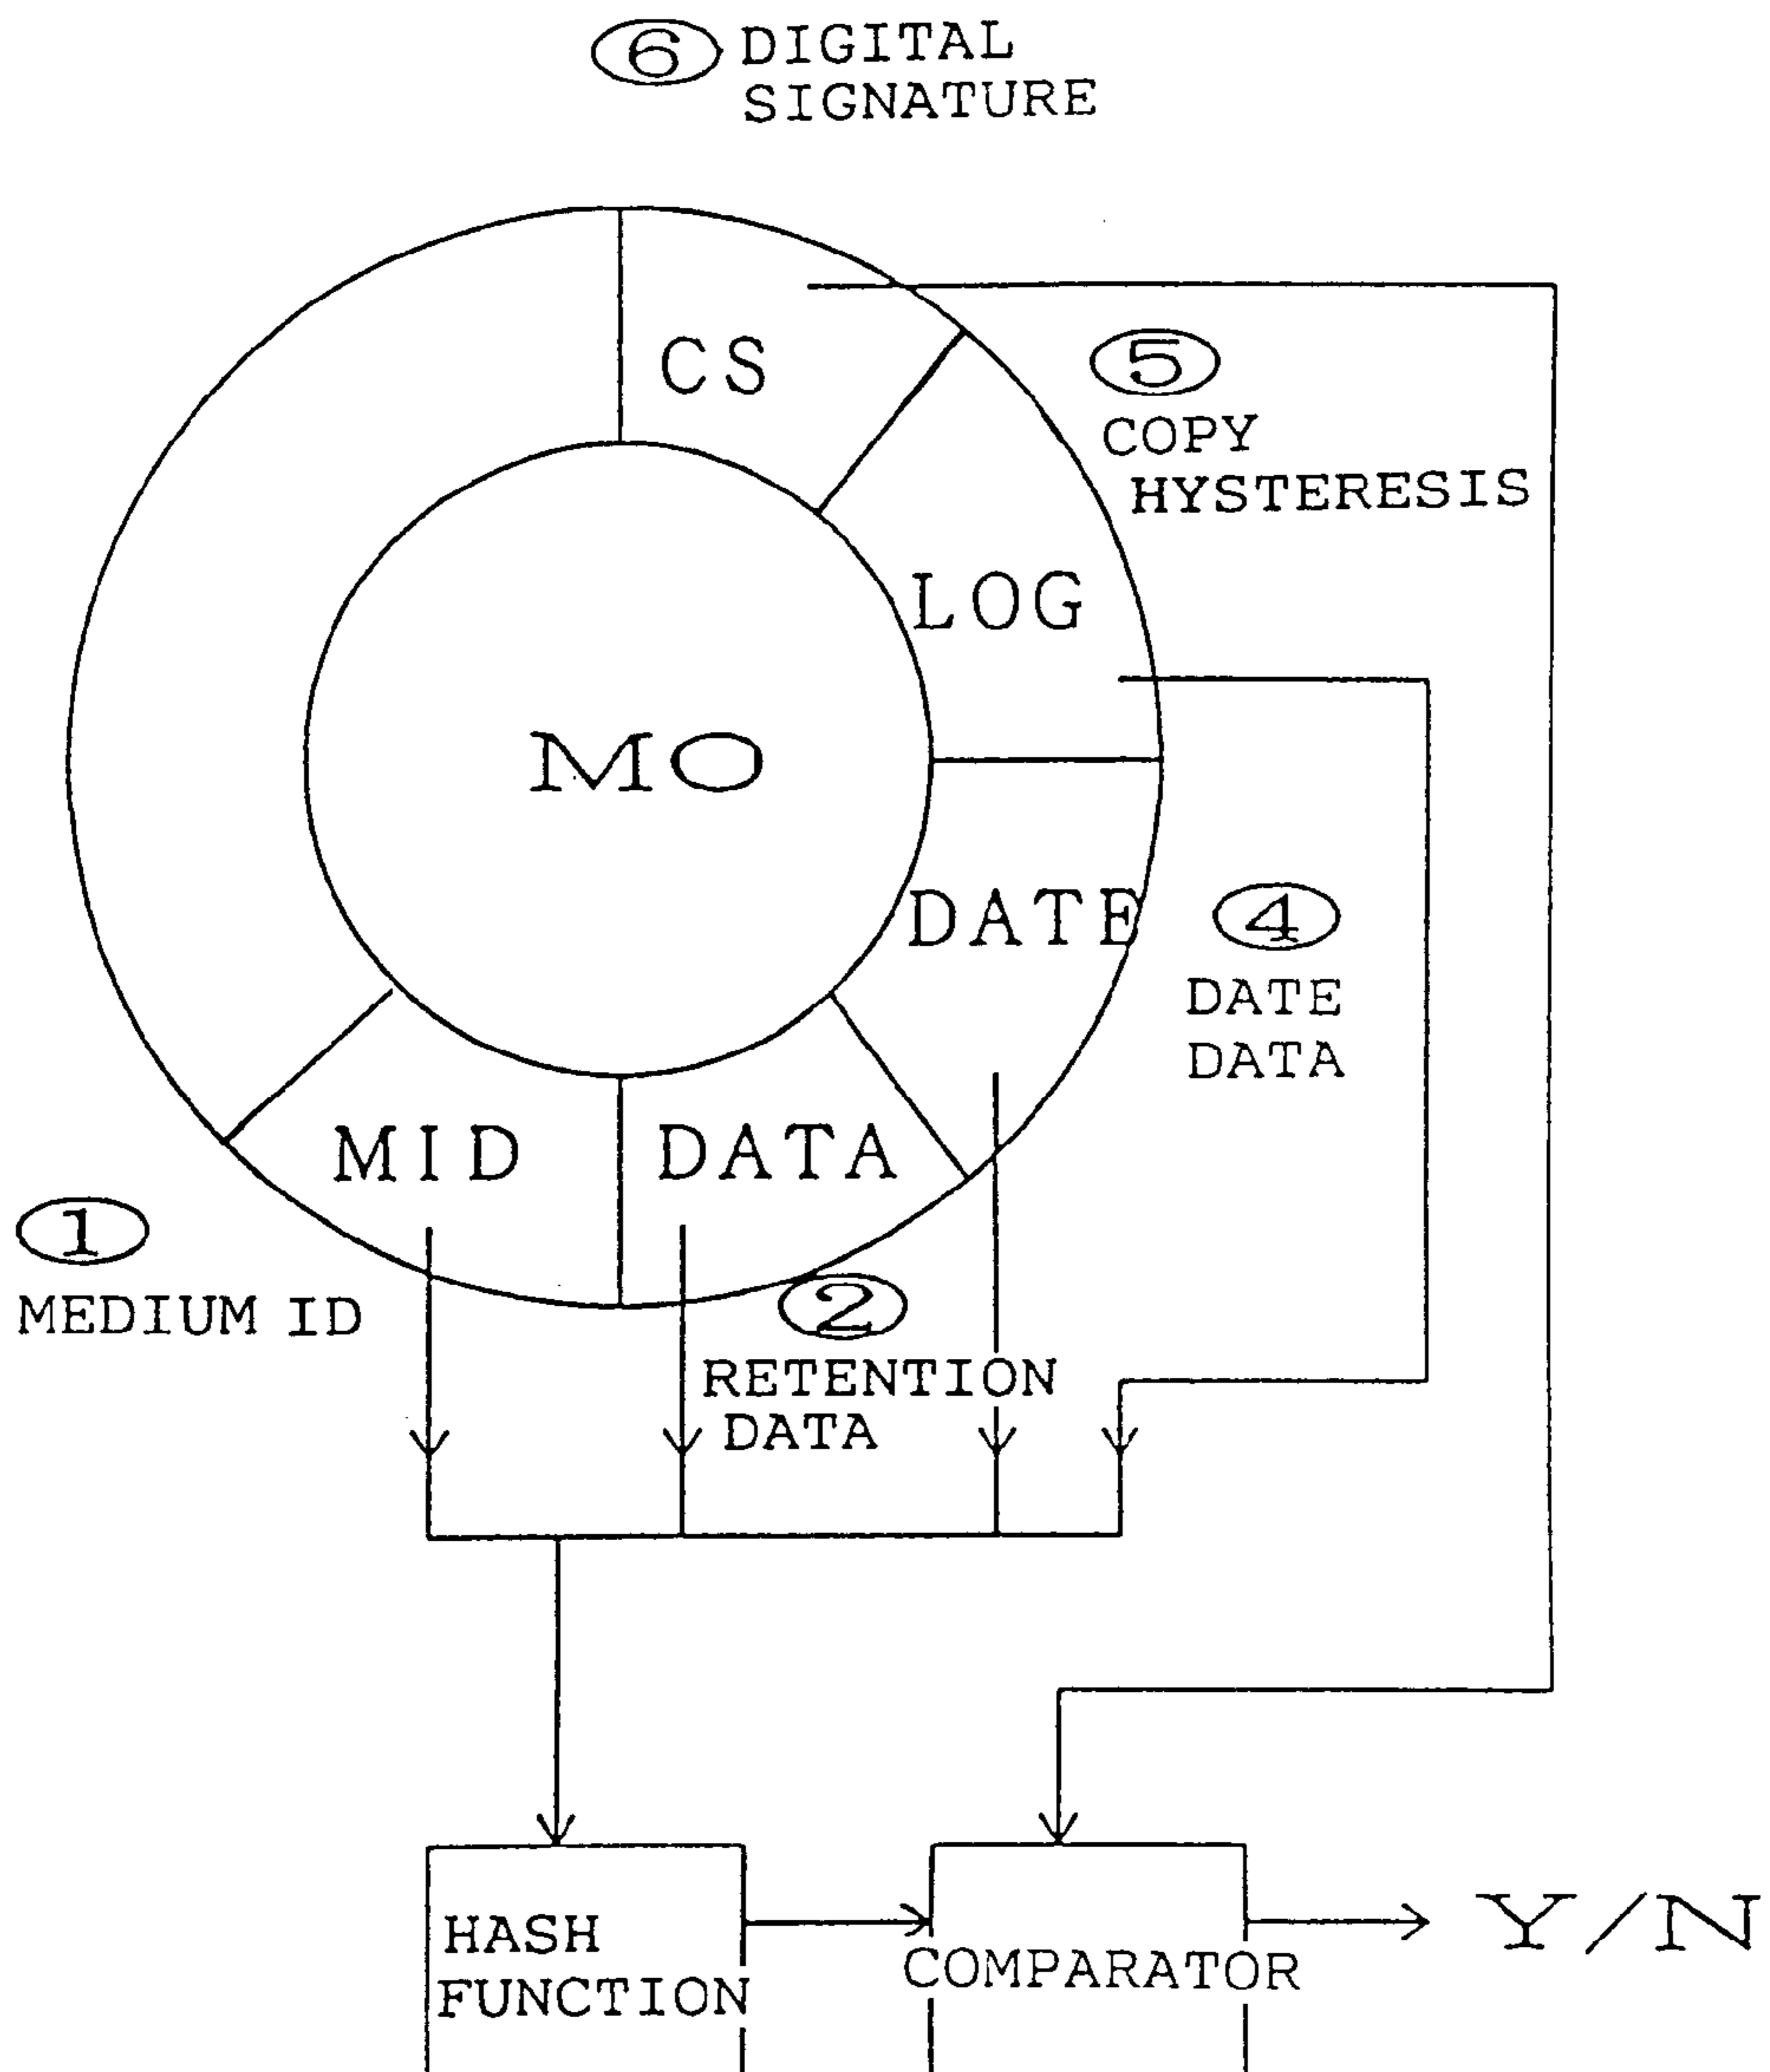 ⑥ DIGITAL
SIGNATURE
CS
⑤
COPY
HYSTERESIS
LOG
MO
DATE
④
DATE
DATA
MID
DATA
①
MEDIUM ID
②
RETENTION
DATA
HASH
FUNCTION
COMPARATOR
Y/N